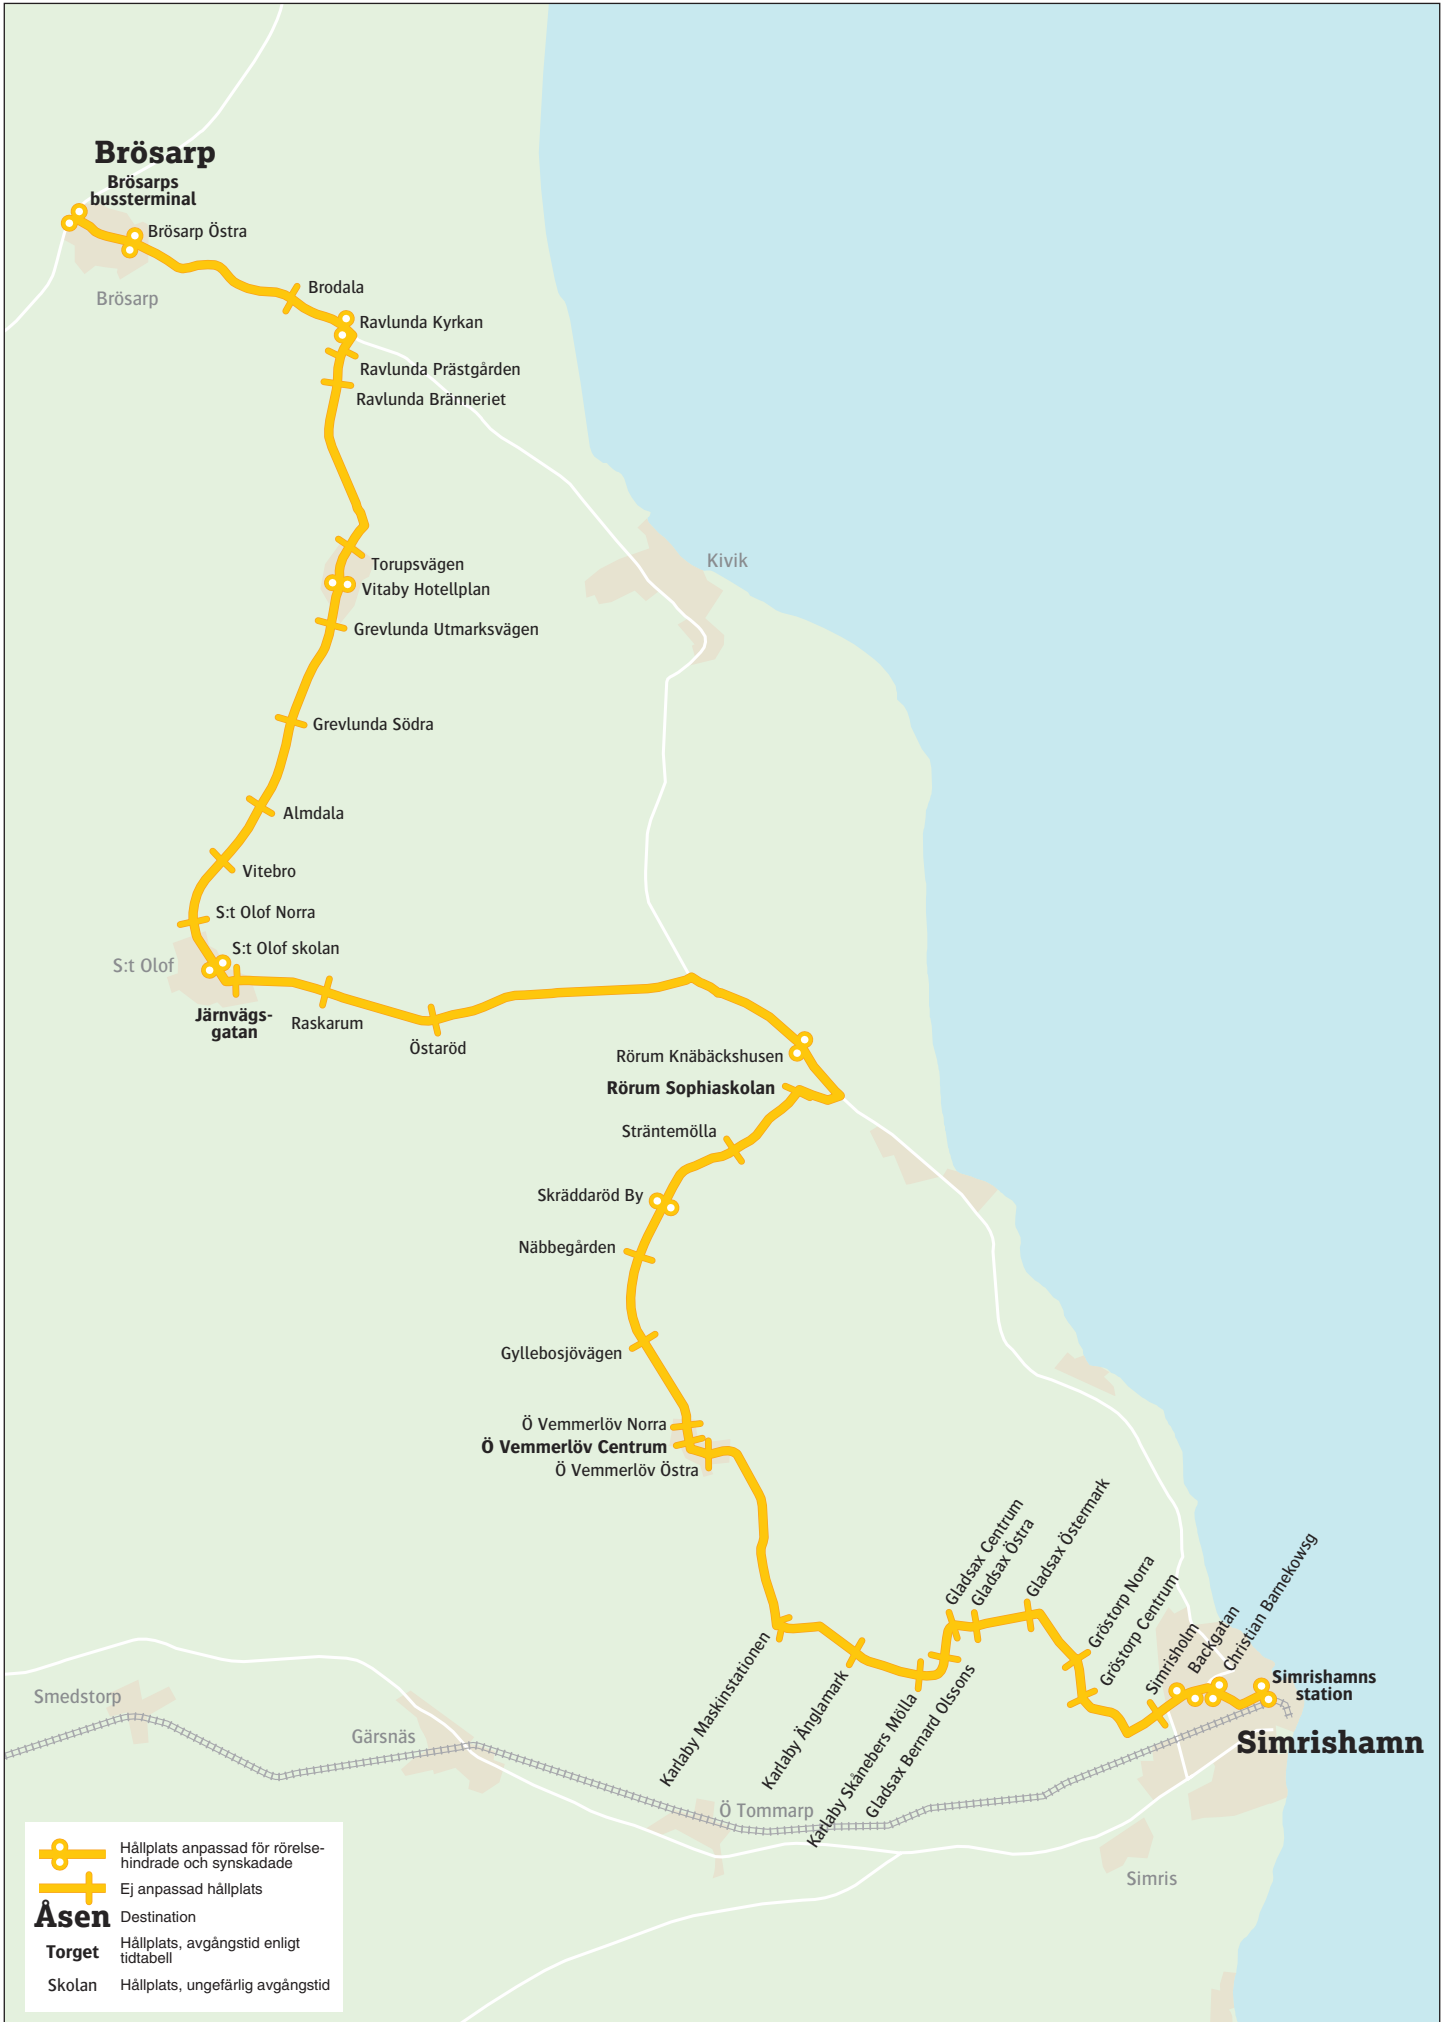 Brösarp
Brösarps
bussterminal
Brösarp Östra
Brösarp
Brodala
Ravlunda Kyrkan
Ravlunda Prästgården
Ravlunda Bränneriet
Kivik
Torupsvägen
Vitaby Hotellplan
Grevlunda Utmarksvägen
Grevlunda Södra
Almdala
Vitebro
S:t Olof Norra
S:t Olof skolan
S:t Olof
Järnvägs-
gatan
Raskarum
Östaröd
Rörum Knäbäckshusen
Rörum Sophiaskolan
Sträntemölla
Skräddaröd By
Näbbegården
Gyllebosjövägen
Ö Vemmerlöv Norra
Ö Vemmerlöv Centrum
Ö Vemmerlöv Östra
Karlaby Maskinstationen
Karlaby Änglamark
Karlaby Skånebers Mölla
Gladsax Bernard Olssons
Gladsax Centrum
Gladsax Östra
Gladsax Östermark
Gröstorp Norra
Gröstorp Centrum
Simrisholm
Backgatan
Christian Barnekowsg
Simrishamns
station
Simrishamn
Smedstorp
Gärsnäs
Ö Tommarp
Simris
Hållplats anpassad för rörelse-
hindrade och synskadade
Ej anpassad hållplats
Åsen Destination
Torget Hållplats, avgångstid enligt
tidtabell
Skolan Hållplats, ungefärlig avgångstid